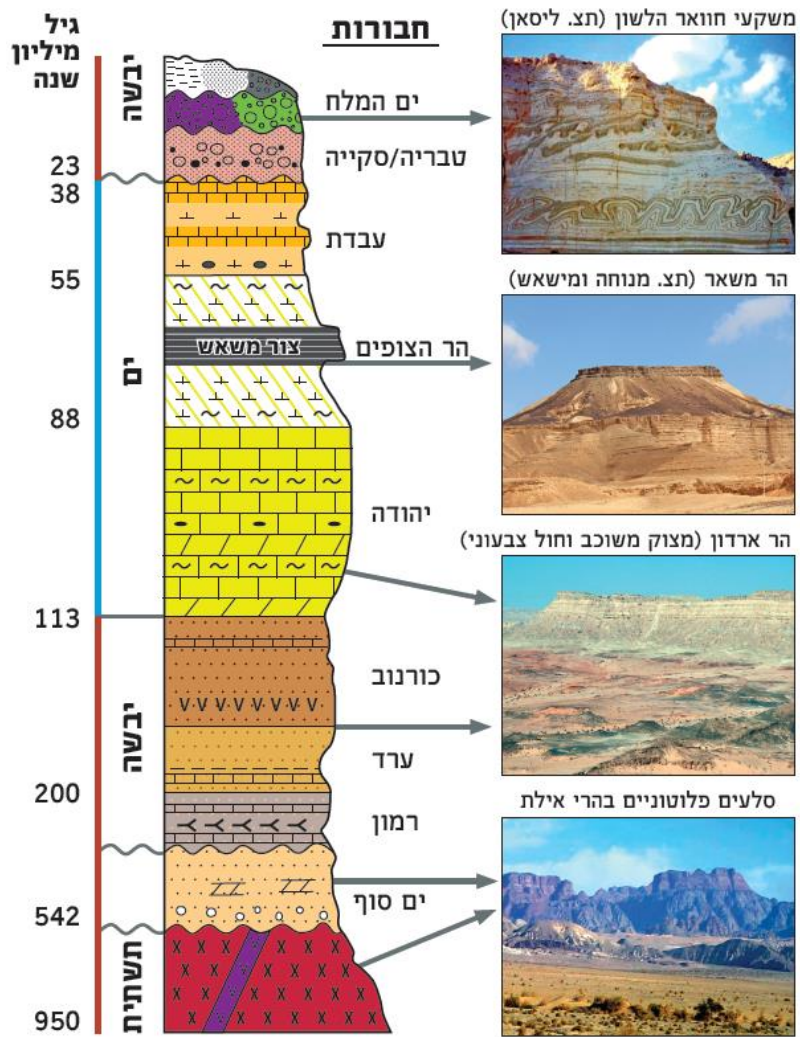 גיל
מיליון
שנה
חבורות
יבשה
23
38
55
88
113
200
542
950
ים
יבשה
תשתית
ים המלח
טבריה/סקייה
עבדת
צור משאש
הר הצופים
יהודה
כורנוב
ערד
רמון
ים סוף
משקעי חוואר הלשון (תצ. ליסאן)
הר משאר (תצ. מנוחה ומישאש)
הר ארדון (מצוק משוכב וחול צבעוני)
סלעים פלוטוניים בהרי אילת